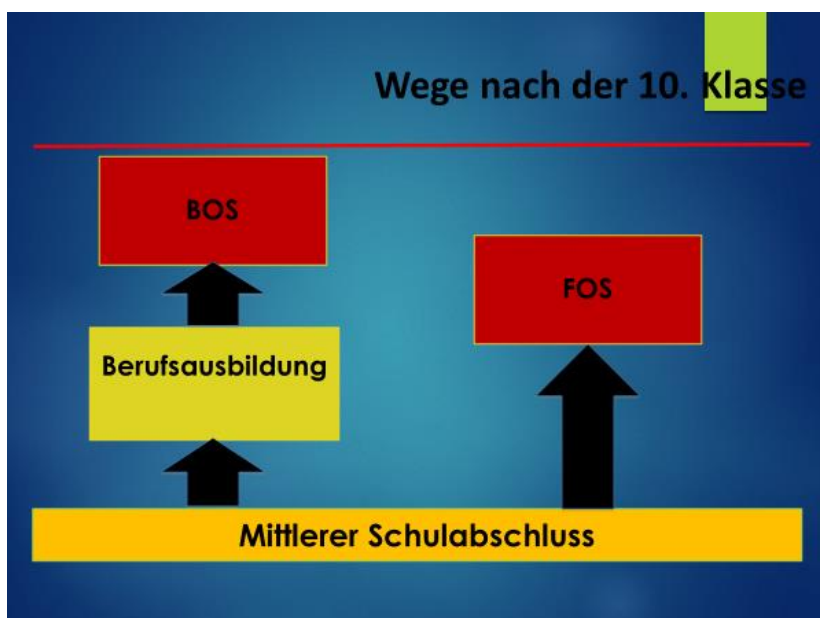 Wege nach der 10. Klasse
BOS
FOS
Berufsausbildung
Mittlerer Schulabschluss